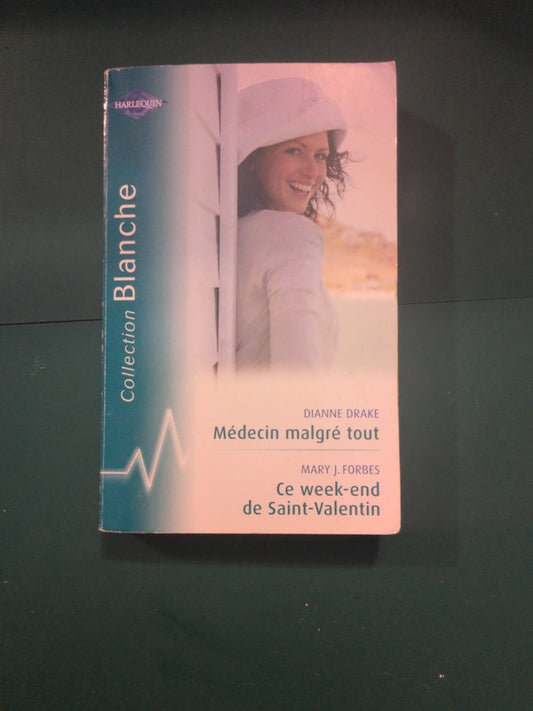 HARLEQUIN
Collection Blanche
DIANNE DRAKE
Médecin malgré tout
MARY J. FORBES
Ce week-end
de Saint-Valentin